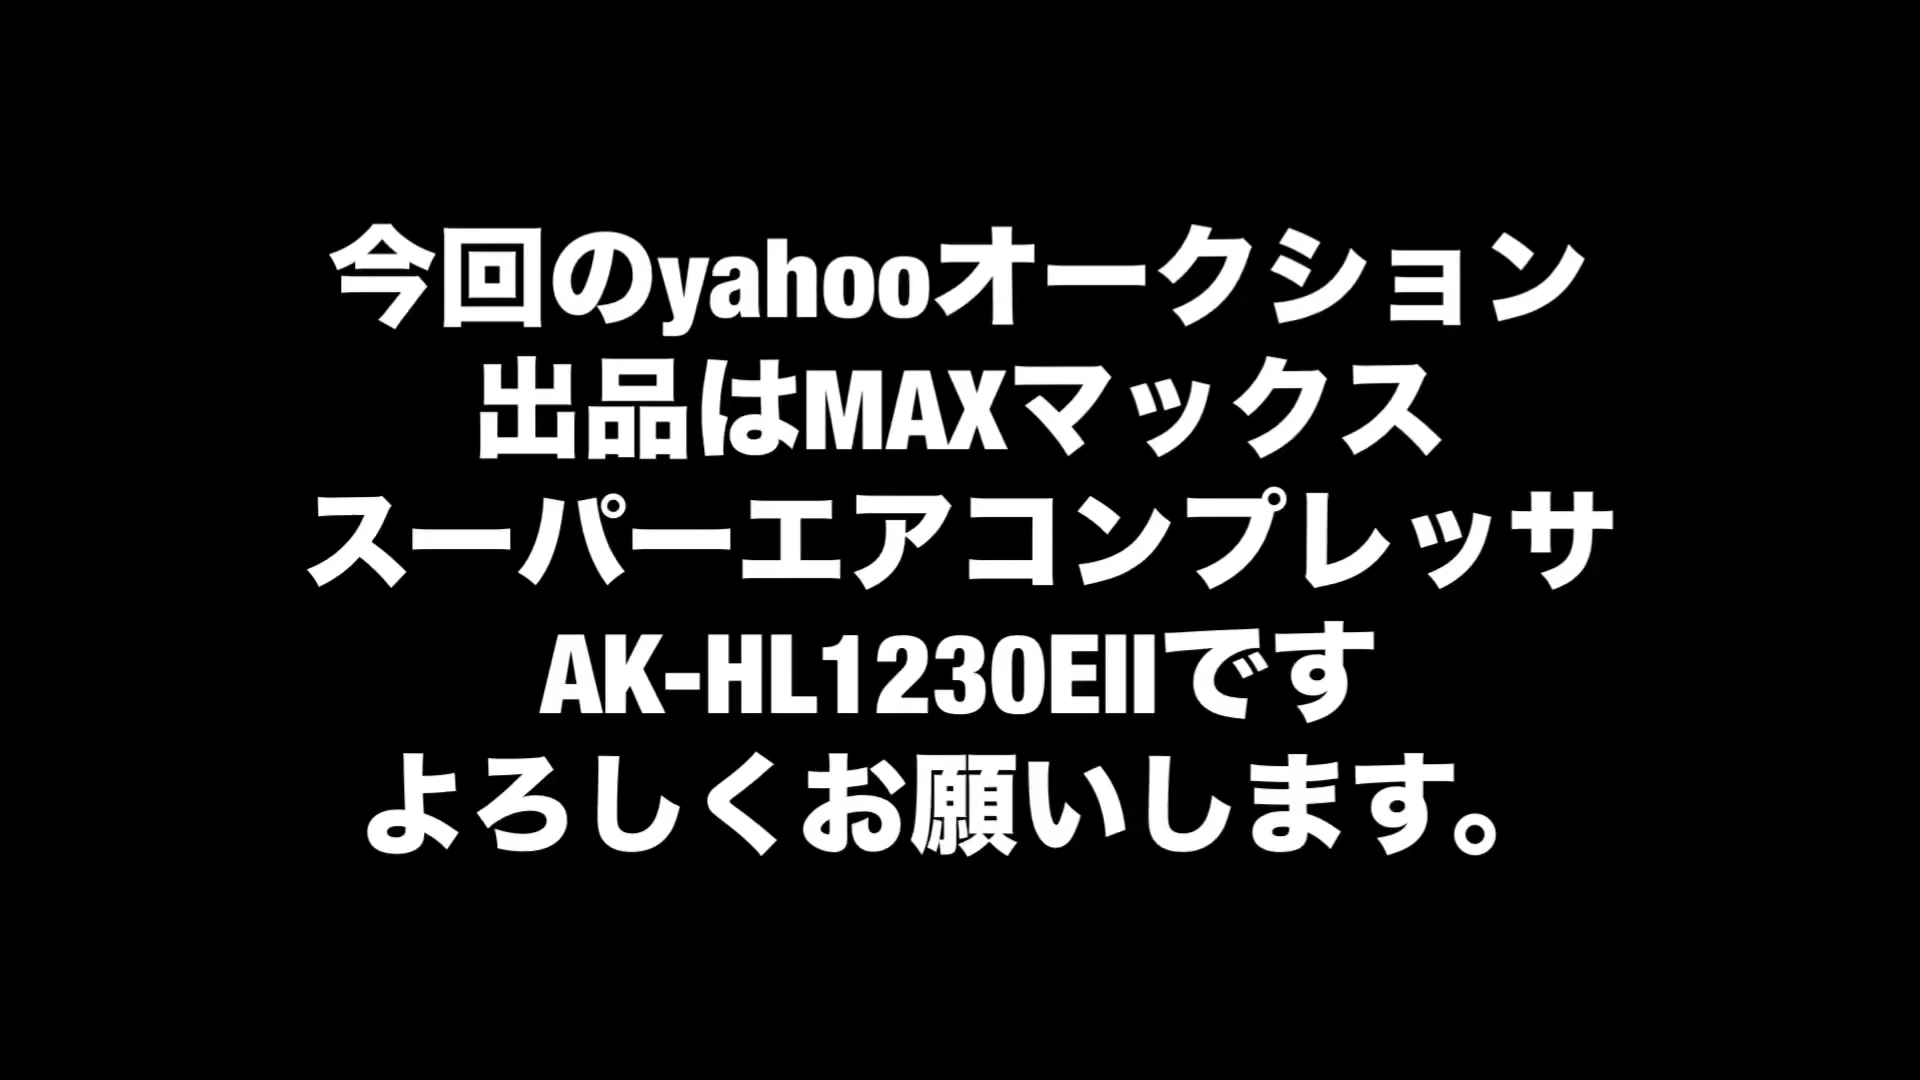 今回のyahooオークション
出品はMAXマックス
スーパーエアコンプレッサ
AK-HL1230EIIです
よろしくお願いします。